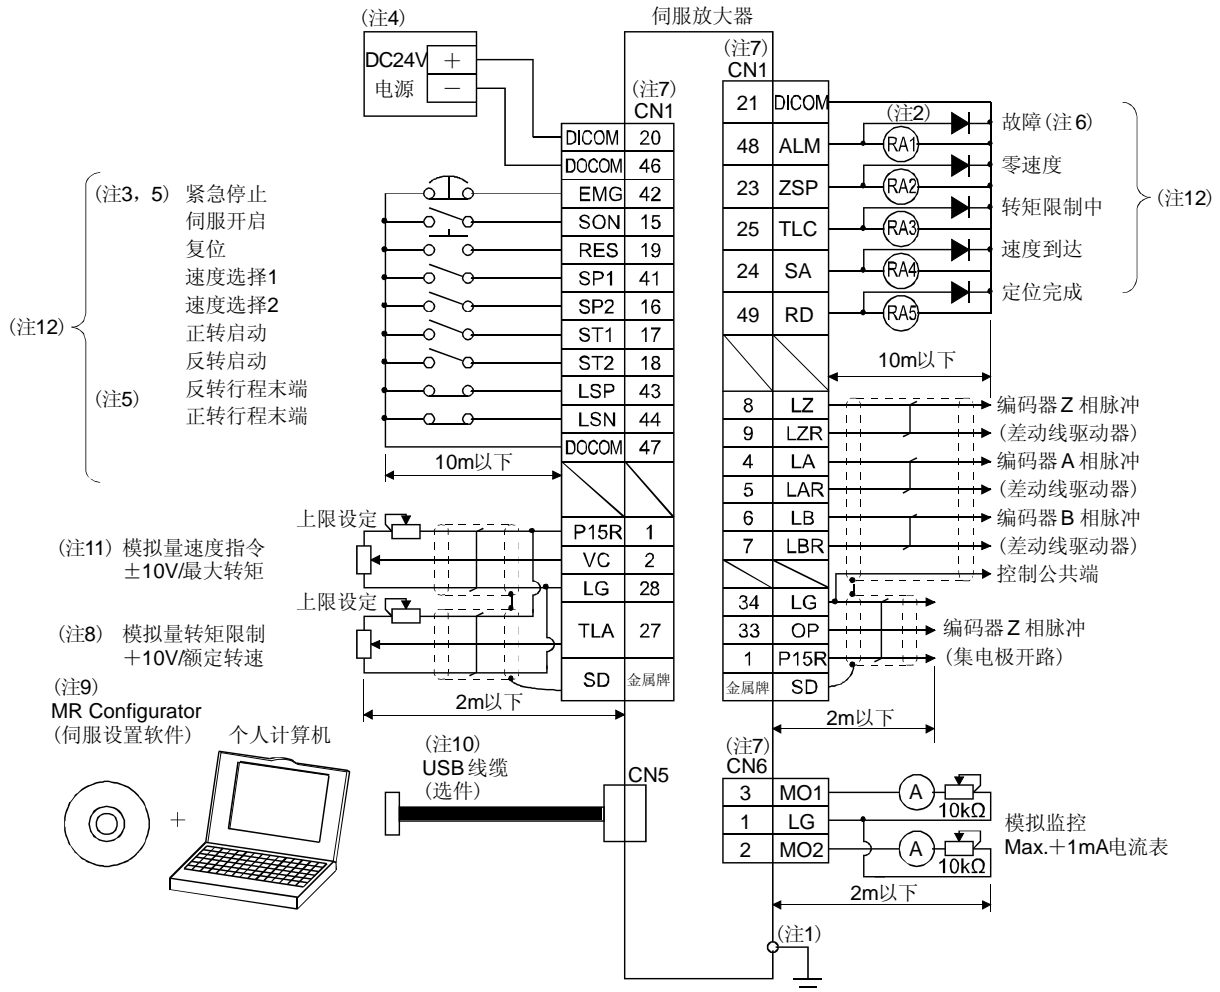 (注4)
伺服放大器
DC24V
电源
+
−
(注7)
CN1
DICOM 20
DOCOM 46
EMG 42
SON 15
RES 19
SP1 41
SP2 16
ST1 17
ST2 18
LSP 43
LSN 44
DOCOM 47
(注3，5) 紧急停止
伺服开启
复位
速度选择1
速度选择2
正转启动
反转启动
(注5) 反转行程末端
正转行程末端
(注12)
10m以下
上限设定
(注11) 模拟量速度指令
±10V/最大转矩
上限设定
(注8) 模拟量转矩限制
＋10V/额定转速
P15R 1
VC 2
LG 28
TLA 27
SD 金属牌
2m以下
(注9)
MR Configurator
(伺服设置软件)
个人计算机
+
(注10)
USB 线缆
(选件)
CN5
(注7)
CN1
21 DICOM
48 ALM
23 ZSP
25 TLC
24 SA
49 RD
(注2)
RA1
RA2
RA3
RA4
RA5
故障(注6)
零速度
转矩限制中
速度到达
定位完成
(注12)
10m以下
8 LZ
9 LZR
4 LA
5 LAR
6 LB
7 LBR
34 LG
33 OP
1 P15R
金属牌 SD
编码器 Z 相脉冲
(差动线驱动器)
编码器 A 相脉冲
(差动线驱动器)
编码器 B 相脉冲
(差动线驱动器)
控制公共端
编码器 Z 相脉冲
(集电极开路)
2m以下
(注7)
CN6
3 MO1
1 LG
2 MO2
A
10kΩ
A
10kΩ
模拟监控
Max.＋1mA电流表
2m以下
(注1)